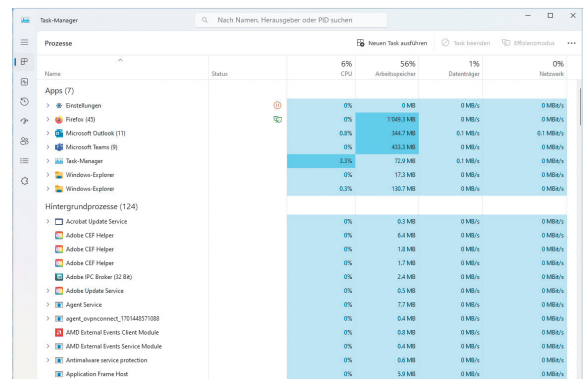 Task-Manager
Nach Namen, Herausgeber oder PID suchen
Prozesse
Neuen Task ausführen
Task beenden
Effizienzmodus
6% 56% 1% 0%
Name Status CPU Arbeitsspeicher Datenträger Netzwerk
Apps (7)
Einstellungen 0% 0 MB 0 MB/s 0 MBit/s
Firefox (45) 0% 1'049.3 MB 0 MB/s 0 MBit/s
Microsoft Outlook (11) 0.8% 344.7 MB 0.1 MB/s 0.1 MBit/s
Microsoft Teams (9) 0% 433.3 MB 0 MB/s 0 MBit/s
Task-Manager 3.3% 72.9 MB 0.1 MB/s 0 MBit/s
Windows-Explorer 0% 17.3 MB 0 MB/s 0 MBit/s
Windows-Explorer 0.3% 130.7 MB 0 MB/s 0 MBit/s
Hintergrundprozesse (124)
Acrobat Update Service 0% 0.3 MB 0 MB/s 0 MBit/s
Adobe CEF Helper 0% 6.4 MB 0 MB/s 0 MBit/s
Adobe CEF Helper 0% 1.8 MB 0 MB/s 0 MBit/s
Adobe CEF Helper 0% 1.7 MB 0 MB/s 0 MBit/s
Adobe IPC Broker (32 Bit) 0% 2.4 MB 0 MB/s 0 MBit/s
Adobe Update Service 0% 0.5 MB 0 MB/s 0 MBit/s
Agent Service 0% 7.7 MB 0 MB/s 0 MBit/s
agent_ovpnconnect_1701448571088 0% 0.4 MB 0 MB/s 0 MBit/s
AMD External Events Client Module 0% 0.8 MB 0 MB/s 0 MBit/s
AMD External Events Service Module 0% 0.4 MB 0 MB/s 0 MBit/s
Antimalware service protection 0% 0.6 MB 0 MB/s 0 MBit/s
Application Frame Host 0% 5.9 MB 0 MB/s 0 MBit/s